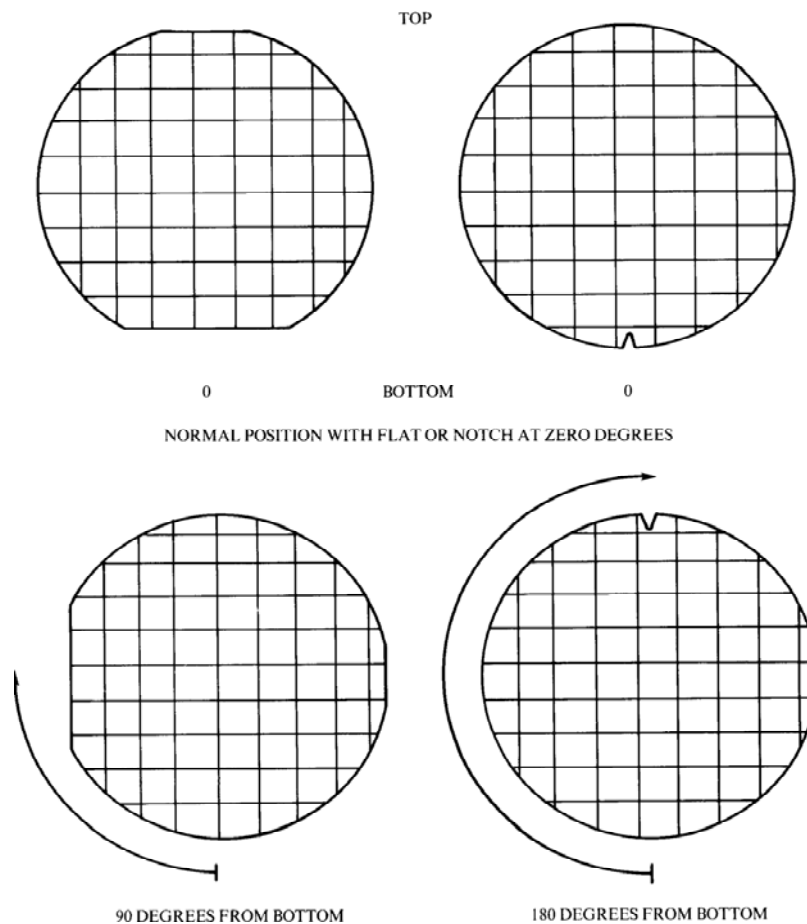 TOP
0 BOTTOM 0
NORMAL POSITION WITH FLAT OR NOTCH AT ZERO DEGREES
90 DEGREES FROM BOTTOM 180 DEGREES FROM BOTTOM